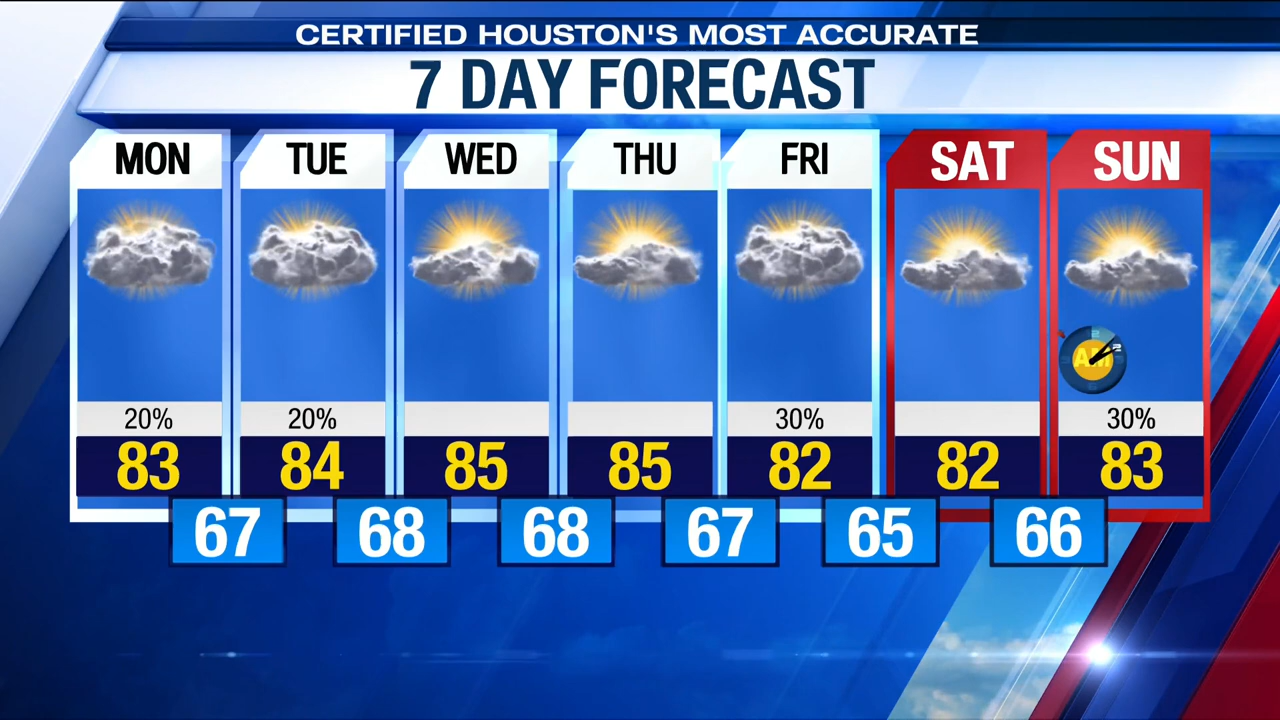 CERTIFIED HOUSTON'S MOST ACCURATE
7 DAY FORECAST
MON TUE WED THU FRI SAT SUN
AM
20% 20% 30% 30%
83 84 85 85 82 82 83
67 68 68 67 65 66